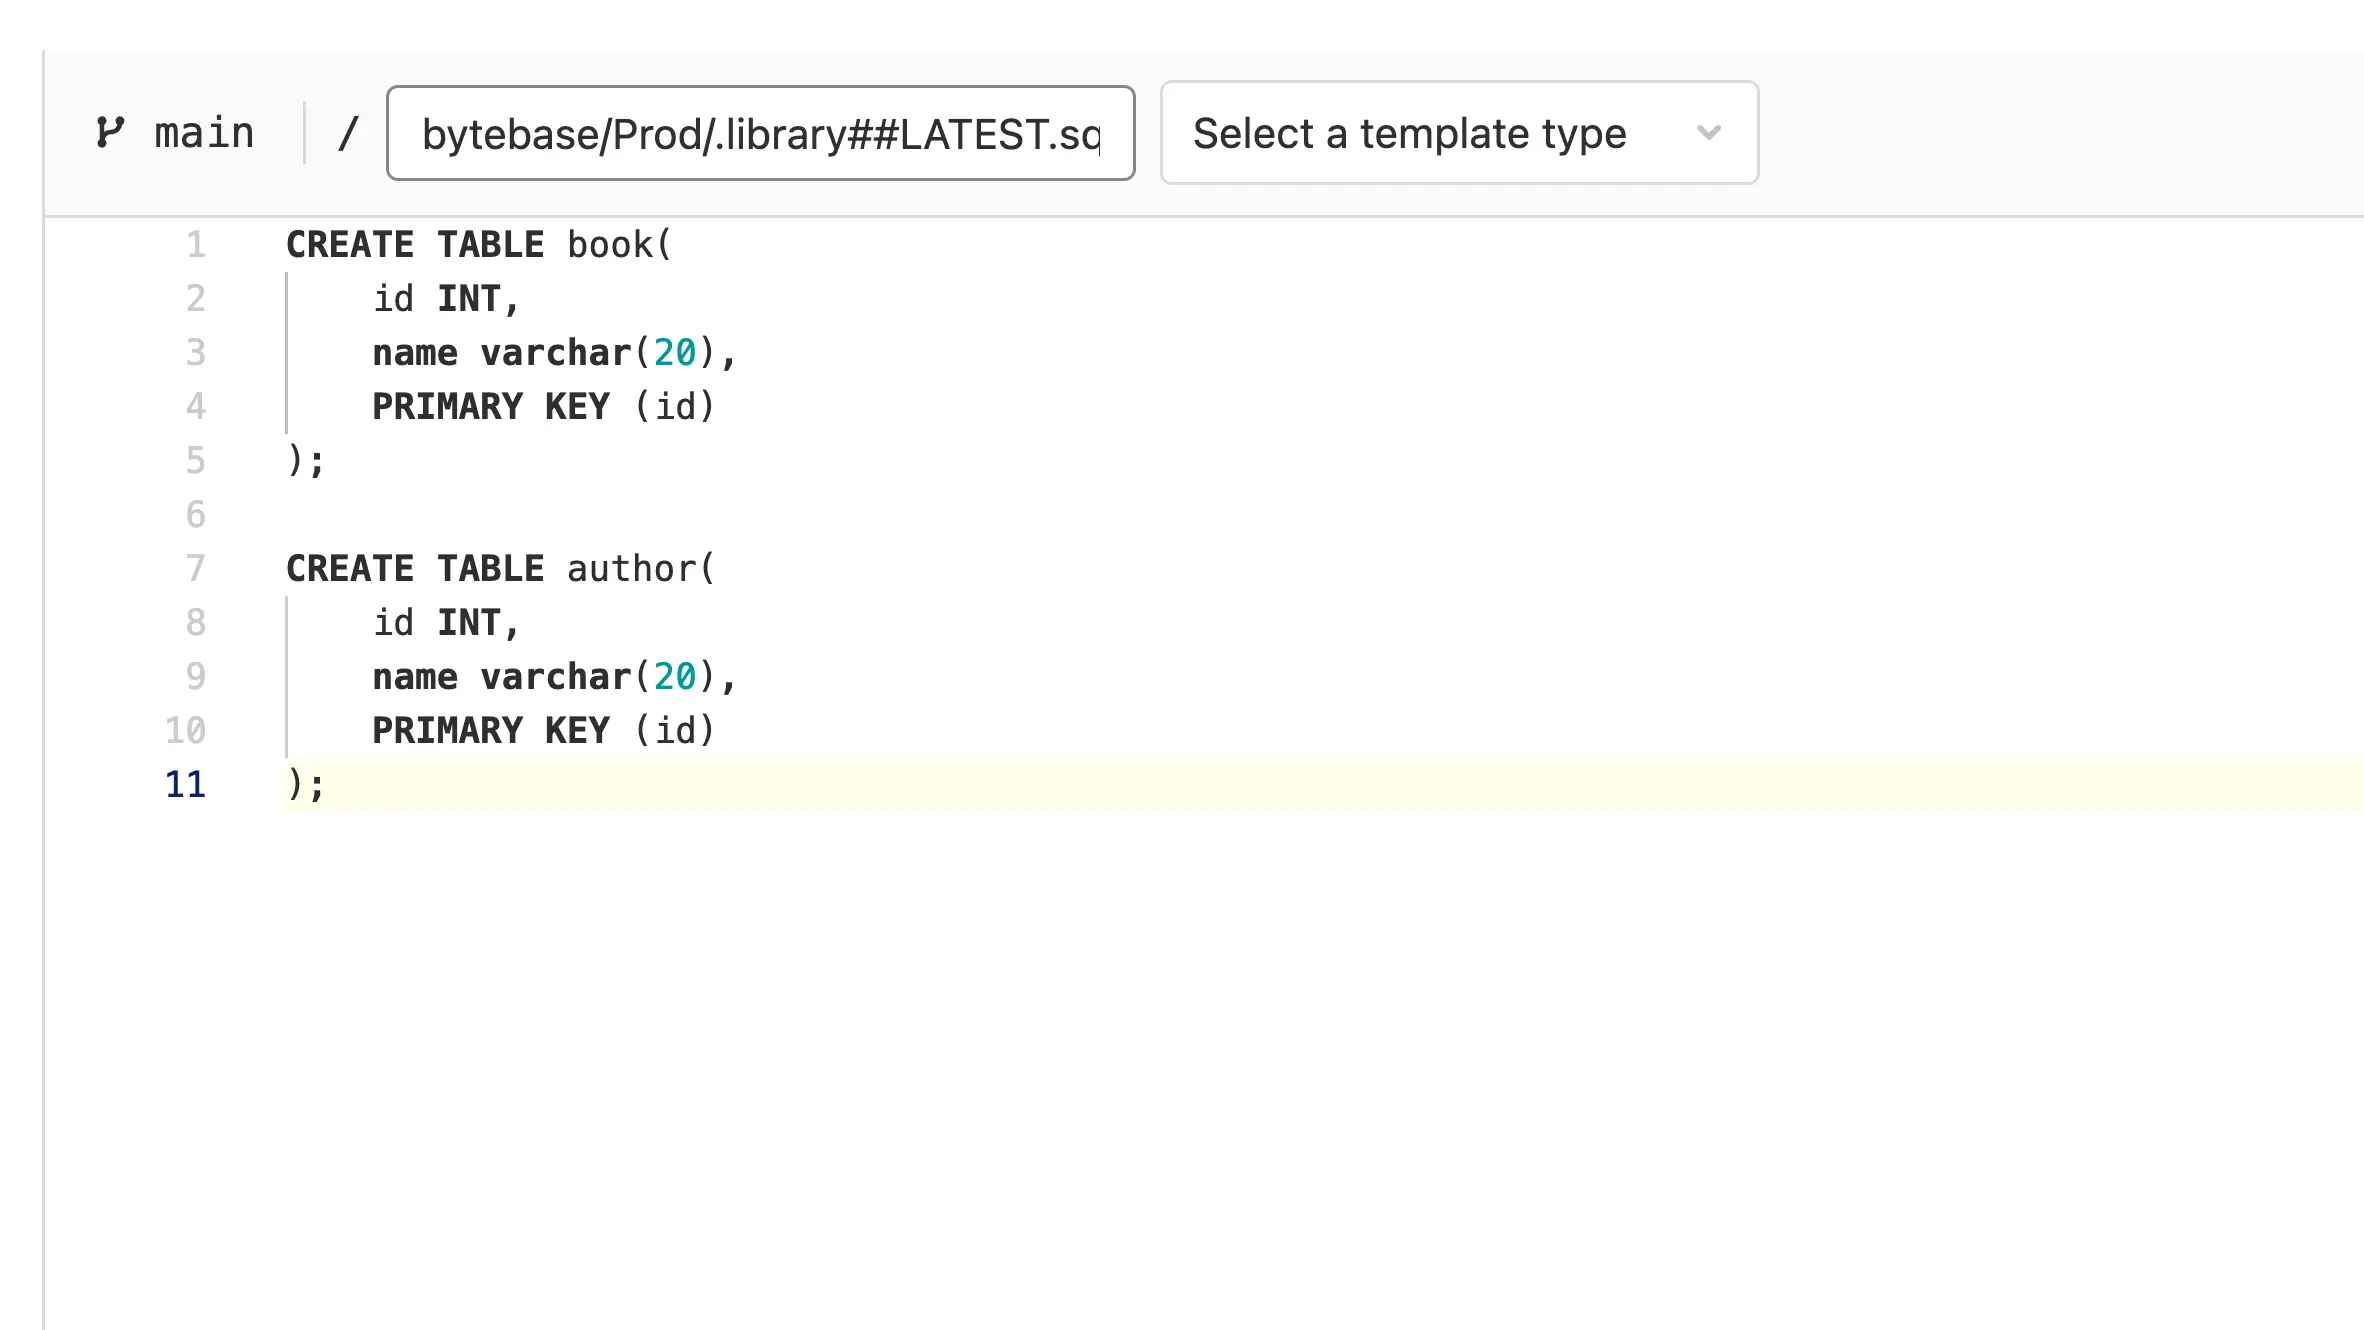 main / bytebase/Prod/.library##LATEST.sq Select a template type
1 CREATE TABLE book(
2 id INT,
3 name varchar(20),
4 PRIMARY KEY (id)
5 );
6
7 CREATE TABLE author(
8 id INT,
9 name varchar(20),
10 PRIMARY KEY (id)
11 );